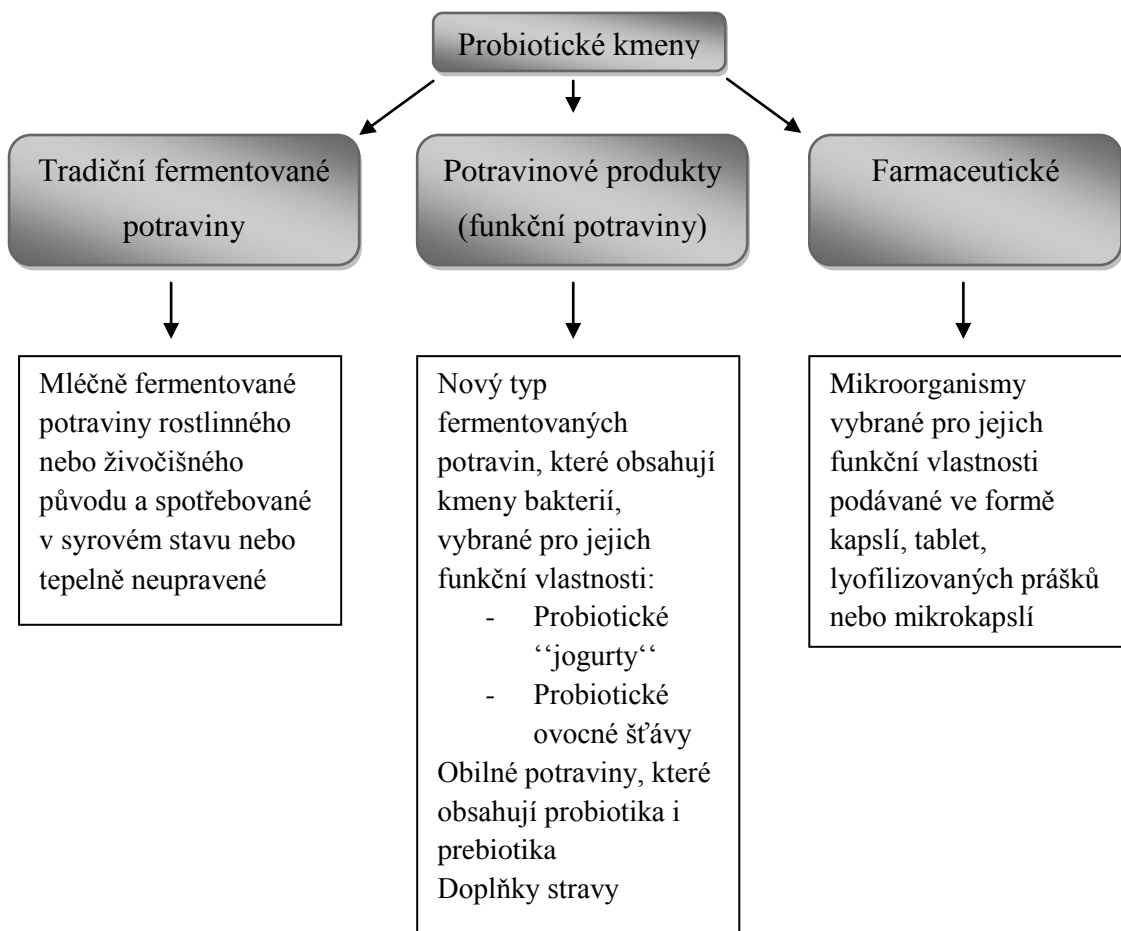 Probiotické kmeny
Tradiční fermentované
potraviny
Potravinové produkty
(funkční potraviny)
Farmaceutické
Mléčně fermentované
potraviny rostlinného
nebo živočišného
původu a spotřebované
v syrovém stavu nebo
tepelně neupravené
Nový typ
fermentovaných
potravin, které obsahují
kmeny bakterií,
vybrané pro jejich
funkční vlastnosti:
- Probiotické
‘‘jogurty‘‘
- Probiotické
ovocné šťávy
Obilné potraviny, které
obsahují probiotika i
prebiotika
Doplňky stravy
Mikroorganismy
vybrané pro jejich
funkční vlastnosti
podávané ve formě
kapslí, tablet,
lyofilizovaných prášků
nebo mikrokapslí